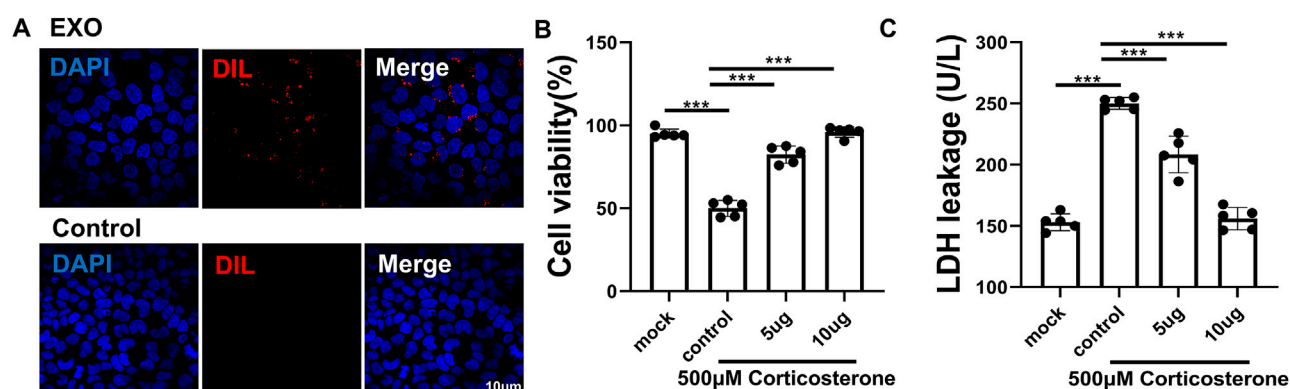 A EXO
DAPI DIL Merge
Control
DAPI DIL Merge
10μm
B
Cell viability(%)
150
100
50
0
***
***
***
mock control 5ug 10ug
500μM Corticosterone
C
LDH leakage (U/L)
300
250
200
150
100
***
***
***
mock control 5ug 10ug
500μM Corticosterone